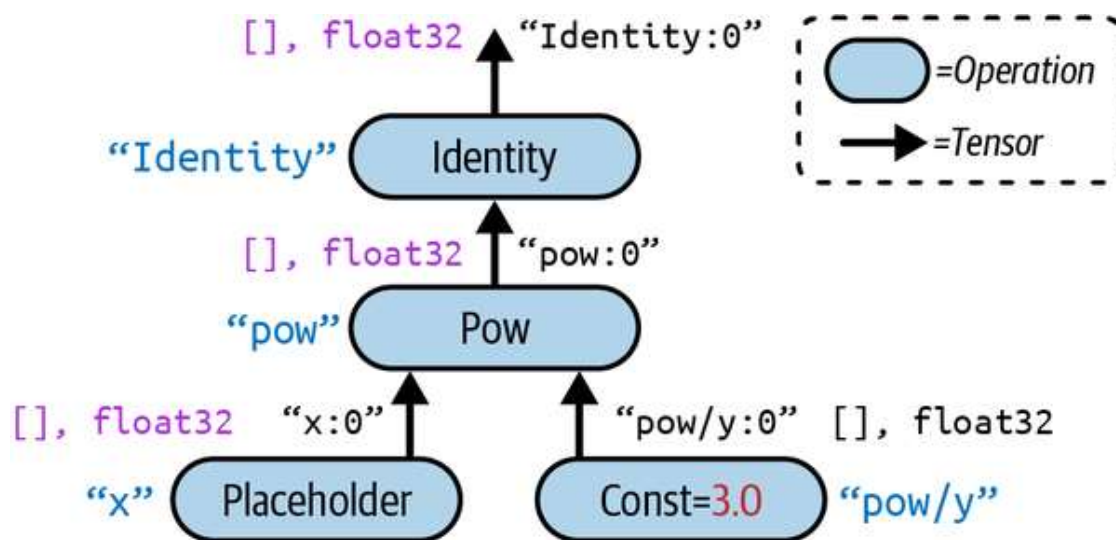 [], float32 “Identity:0”
=Operation
“Identity” Identity
=Tensor
[], float32 “pow:0”
“pow” Pow
[], float32 “x:0” “pow/y:0” [], float32
“x” Placeholder Const=3.0 “pow/y”